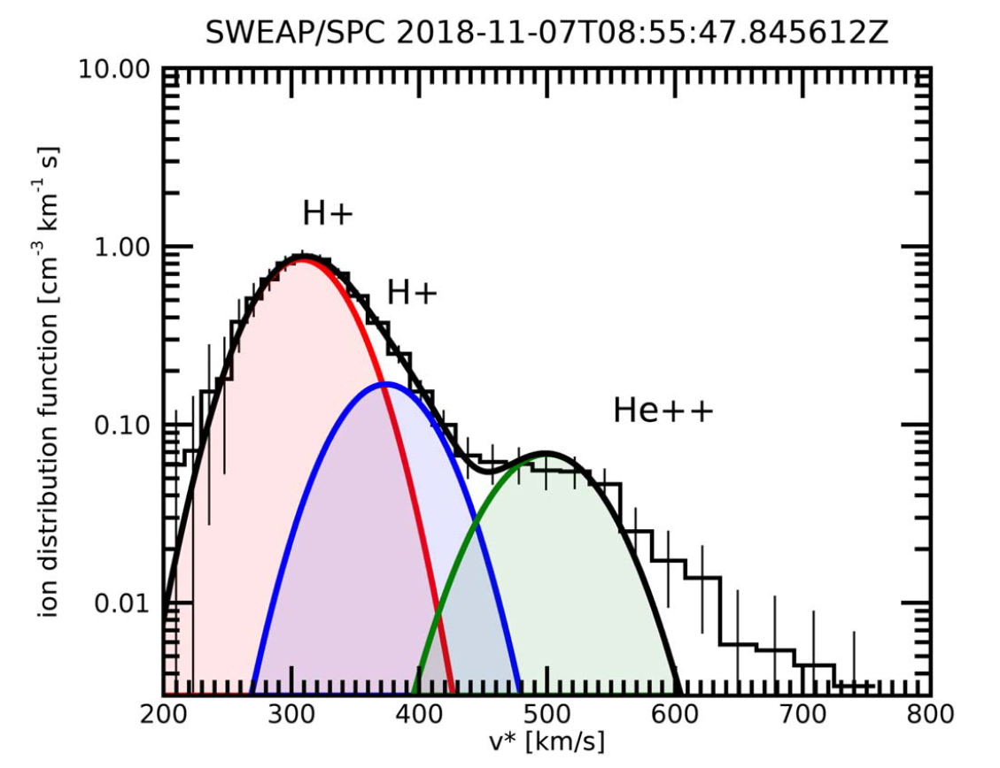 SWEAP/SPC 2018-11-07T08:55:47.845612Z
10.00
1.00
0.10
0.01
ion distribution function [cm⁻³ km⁻¹ s]
H+
H+
He++
200 300 400 500 600 700 800
v* [km/s]